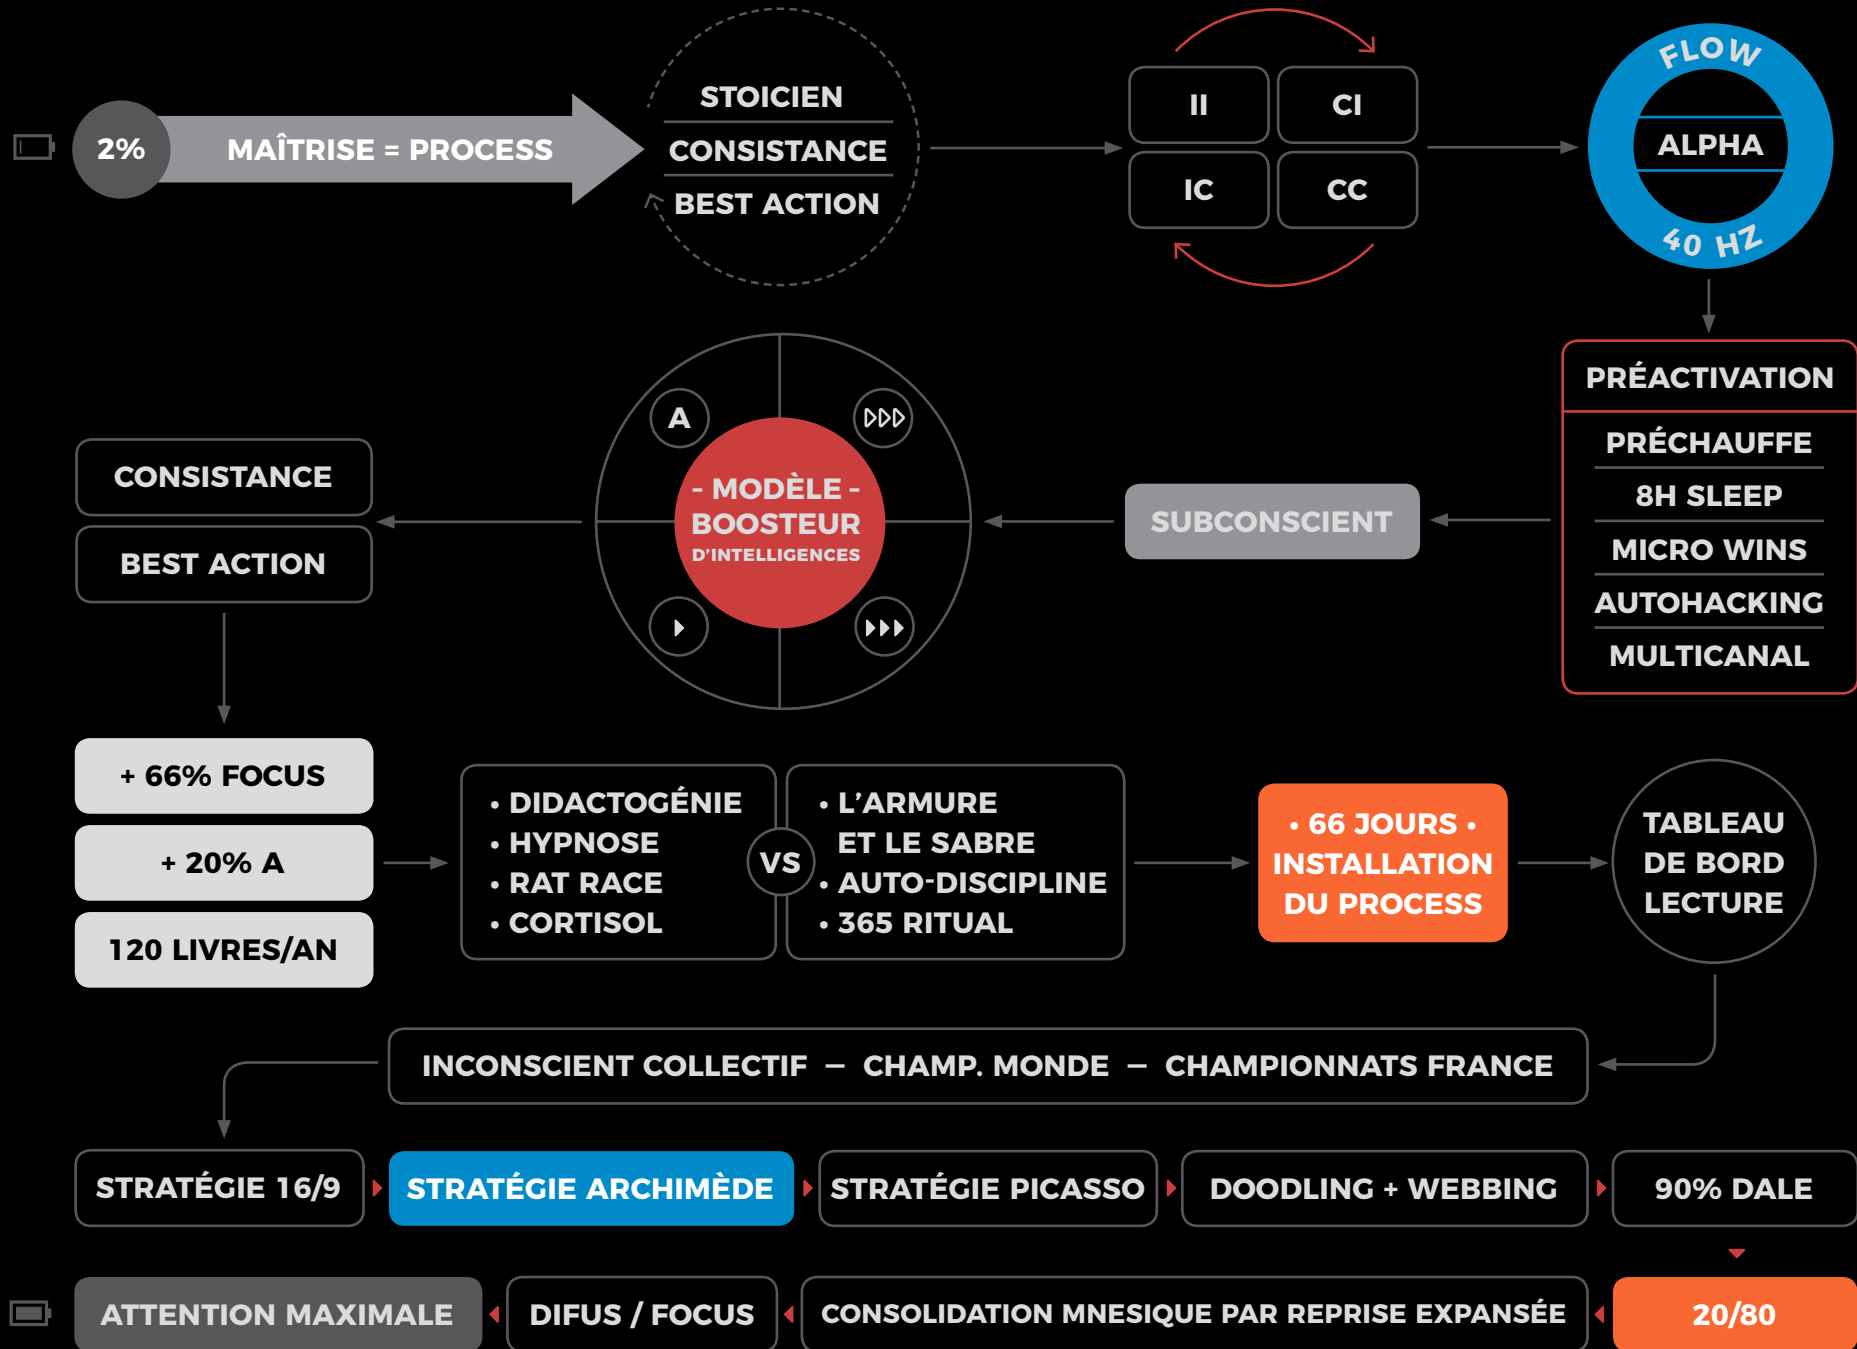 2%
MAÎTRISE = PROCESS
STOICIEN
CONSISTANCE
BEST ACTION
II
CI
IC
CC
FLOW
ALPHA
40 HZ
PRÉACTIVATION
PRÉCHAUFFE
8H SLEEP
MICRO WINS
AUTOHACKING
MULTICANAL
SUBCONSCIENT
A
- MODÈLE -
BOOSTEUR
D'INTELLIGENCES
CONSISTANCE
BEST ACTION
+ 66% FOCUS
+ 20% A
120 LIVRES/AN
• DIDACTOGÉNIE
• HYPNOSE
• RAT RACE
• CORTISOL
VS
• L'ARMURE
ET LE SABRE
• AUTO-DISCIPLINE
• 365 RITUAL
• 66 JOURS •
INSTALLATION
DU PROCESS
TABLEAU
DE BORD
LECTURE
INCONSCIENT COLLECTIF – CHAMP. MONDE – CHAMPIONNATS FRANCE
STRATÉGIE 16/9
STRATÉGIE ARCHIMÈDE
STRATÉGIE PICASSO
DOODLING + WEBBING
90% DALE
20/80
CONSOLIDATION MNESIQUE PAR REPRISE EXPANSÉE
DIFUS / FOCUS
ATTENTION MAXIMALE